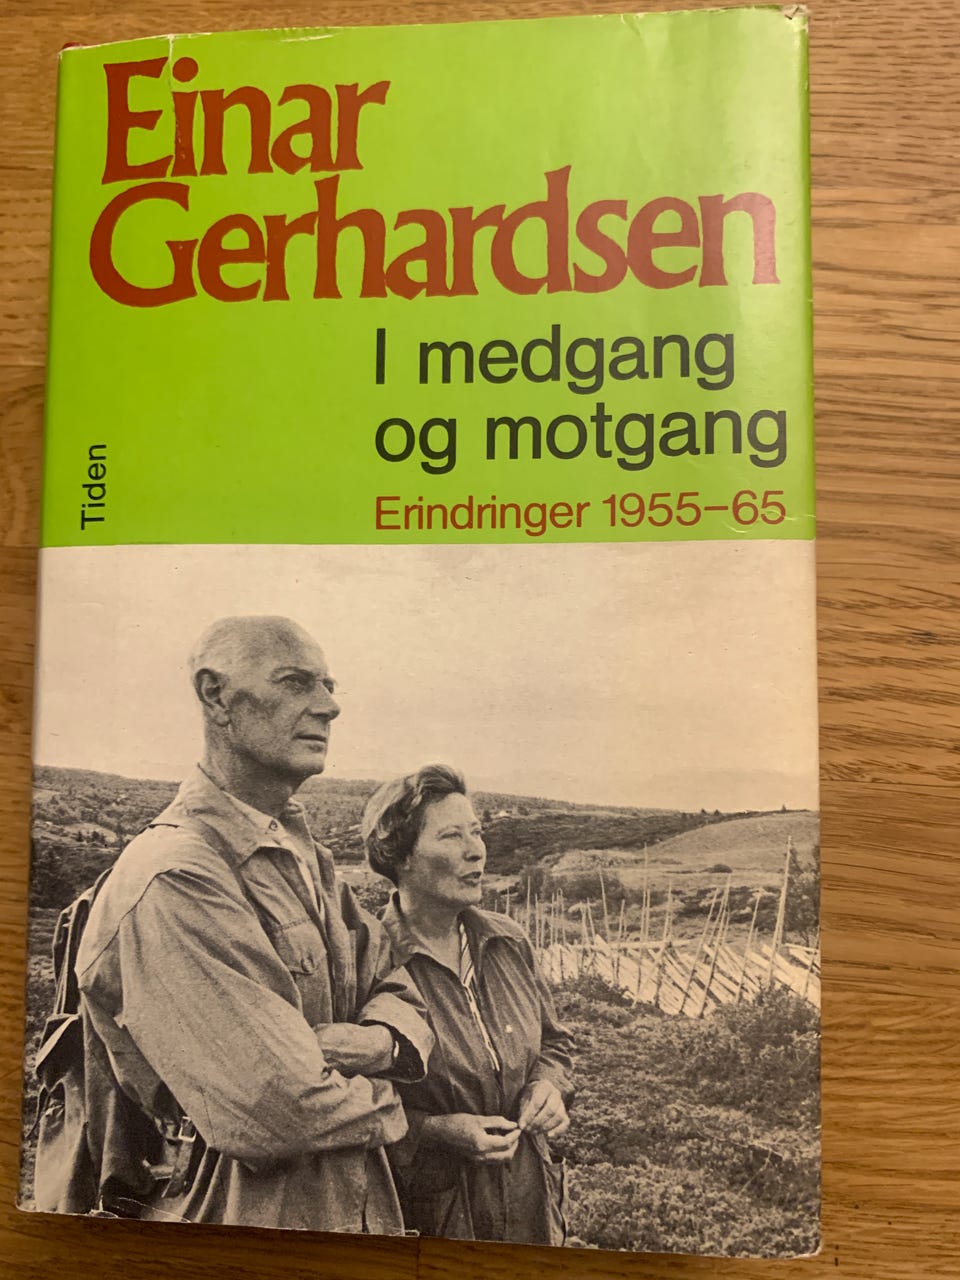 Einar
Gerhardsen
I medgang
og motgang
Erindringer 1955–65
Tiden